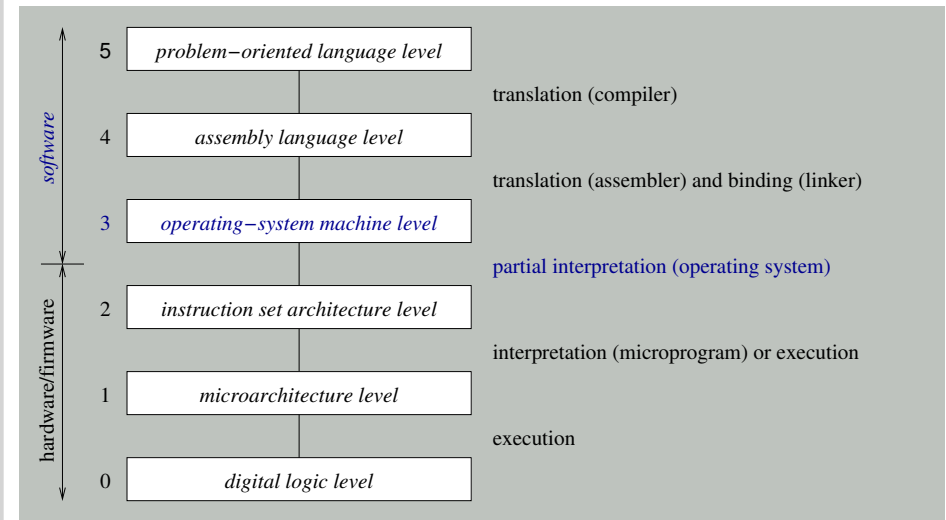 5 problem−oriented language level
translation (compiler)
4 assembly language level
translation (assembler) and binding (linker)
3 operating−system machine level
partial interpretation (operating system)
2 instruction set architecture level
interpretation (microprogram) or execution
1 microarchitecture level
execution
0 digital logic level
software
hardware/firmware